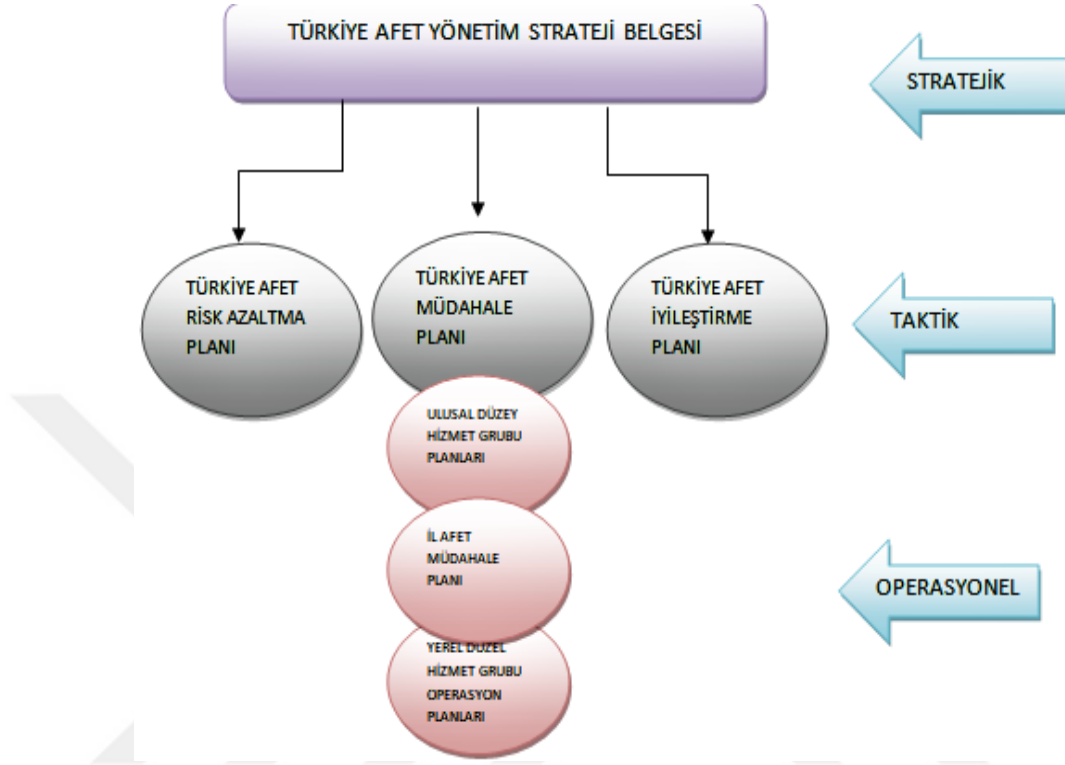 TÜRKİYE AFET YÖNETİM STRATEJİ BELGESİ
STRATEJİK
TÜRKİYE AFET
RİSK AZALTMA
PLANI
TÜRKİYE AFET
MÜDAHALE
PLANI
TÜRKİYE AFET
İYİLEŞTİRME
PLANI
TAKTİK
ULUSAL DÜZEY
HİZMET GRUBU
PLANLARI
İL AFET
MÜDAHALE
PLANI
OPERASYONEL
YEREL DÜZEL
HİZMET GRUBU
OPERASYON
PLANLARI